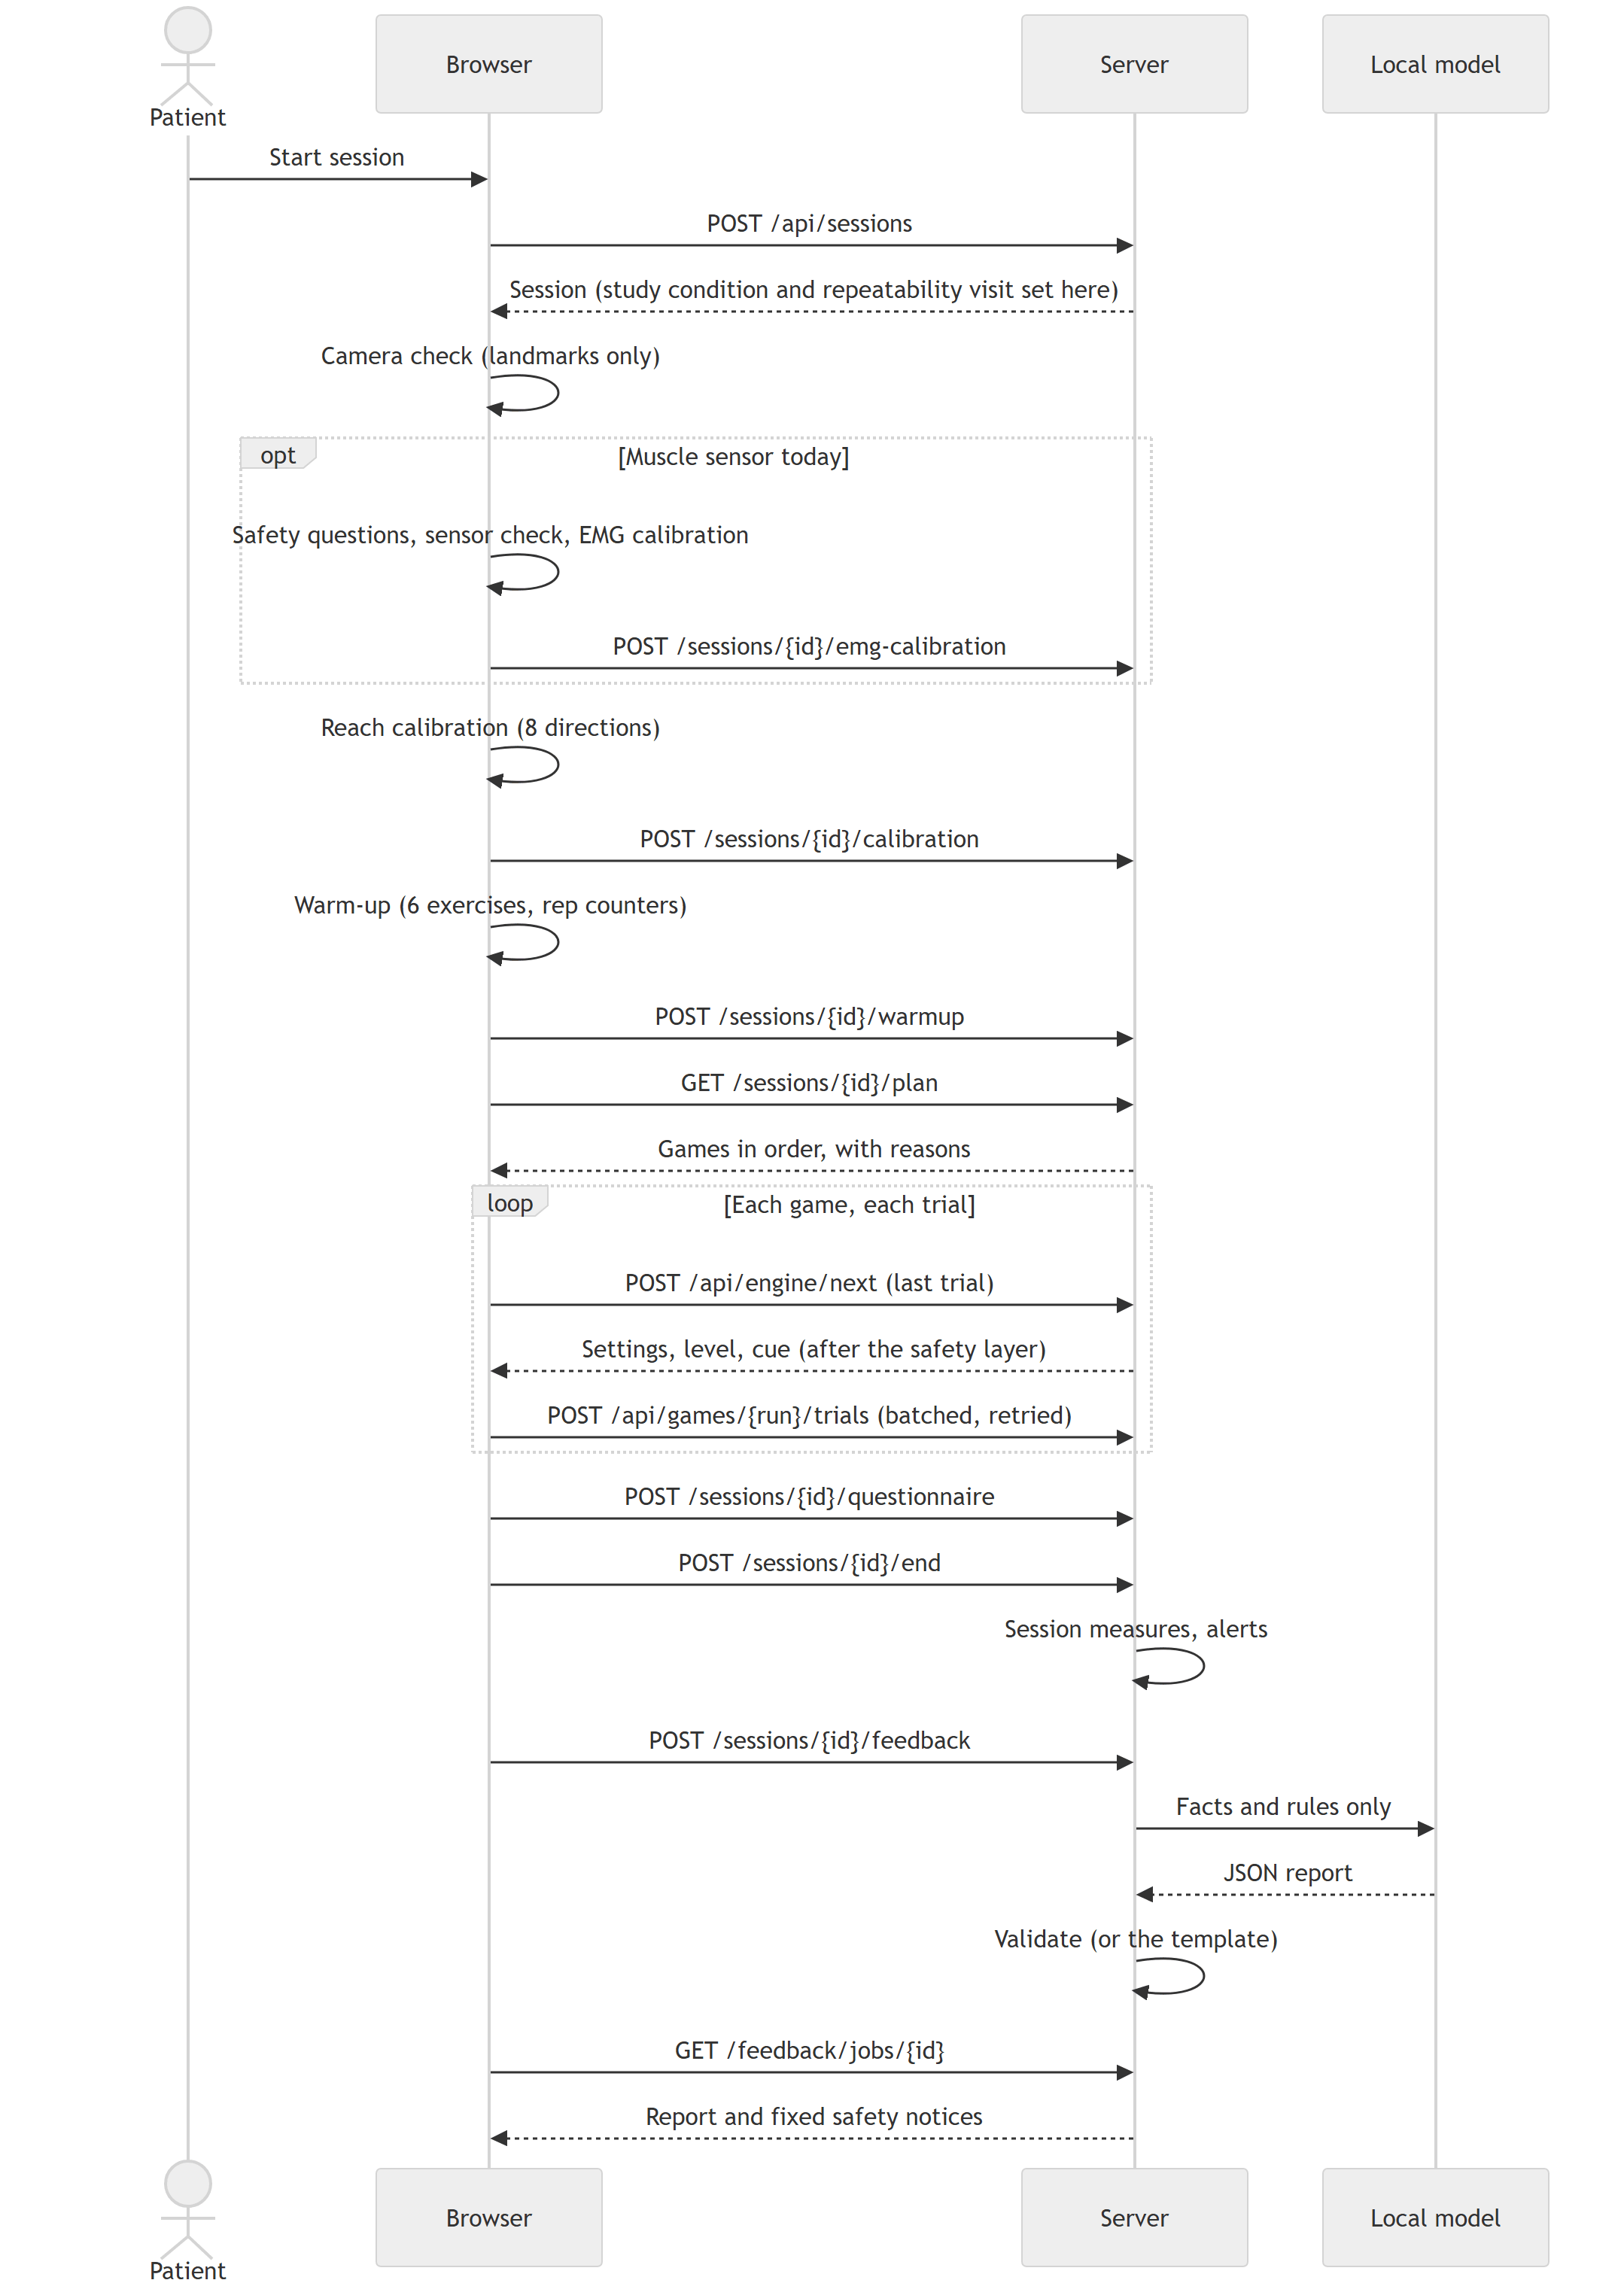 Patient
Browser
Server
Local model
Start session
POST /api/sessions
Session (study condition and repeatability visit set here)
Camera check (landmarks only)
opt
[Muscle sensor today]
Safety questions, sensor check, EMG calibration
POST /sessions/{id}/emg-calibration
Reach calibration (8 directions)
POST /sessions/{id}/calibration
Warm-up (6 exercises, rep counters)
POST /sessions/{id}/warmup
GET /sessions/{id}/plan
Games in order, with reasons
loop
[Each game, each trial]
POST /api/engine/next (last trial)
Settings, level, cue (after the safety layer)
POST /api/games/{run}/trials (batched, retried)
POST /sessions/{id}/questionnaire
POST /sessions/{id}/end
Session measures, alerts
POST /sessions/{id}/feedback
Facts and rules only
JSON report
Validate (or the template)
GET /feedback/jobs/{id}
Report and fixed safety notices
Patient
Browser
Server
Local model